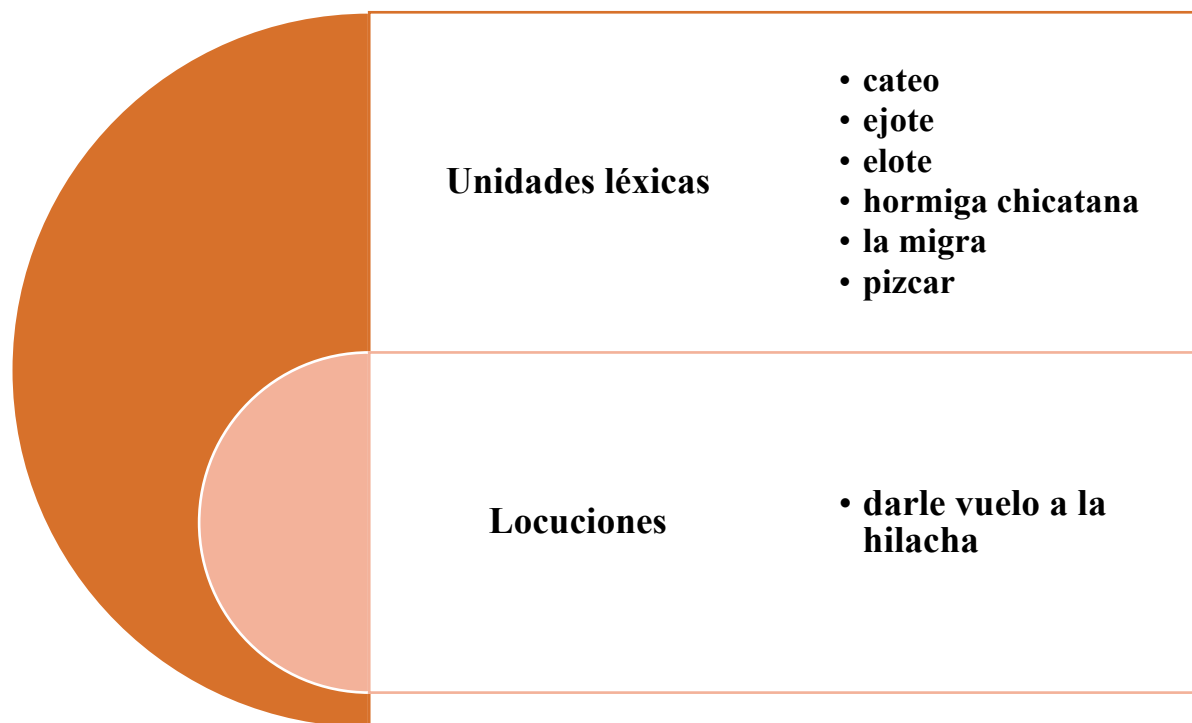 Unidades léxicas
• cateo
• ejote
• elote
• hormiga chicatana
• la migra
• pizcar
Locuciones
• darle vuelo a la
hilacha